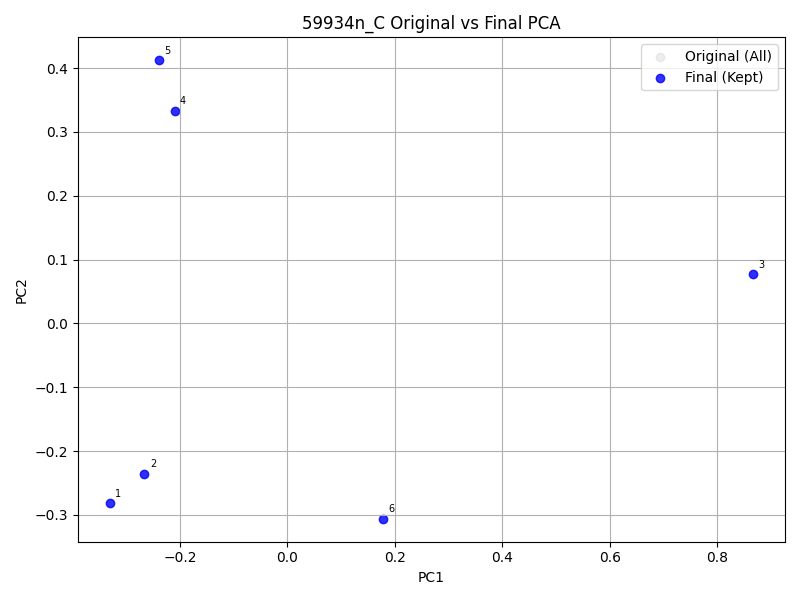 59934n_C Original vs Final PCA
Original (All)
Final (Kept)
5
4
3
2
1
6
0.4
0.3
0.2
0.1
0.0
−0.1
−0.2
−0.3
PC2
−0.2 0.0 0.2 0.4 0.6 0.8
PC1